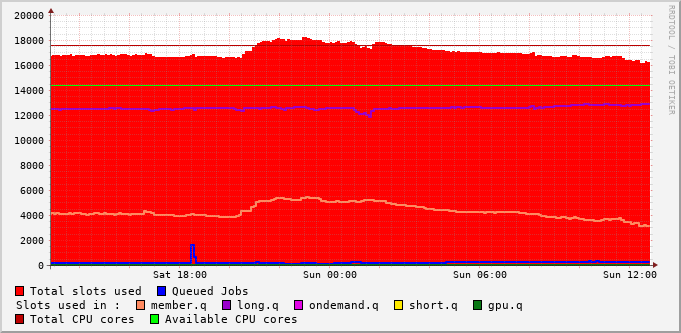 20000
18000
16000
14000
12000
10000
8000
6000
4000
2000
0
Sat 18:00 Sun 00:00 Sun 06:00 Sun 12:00
Total slots used Queued Jobs
Slots used in : member.q long.q ondemand.q short.q gpu.q
Total CPU cores Available CPU cores
RRDTOOL / TOBI OETIKER